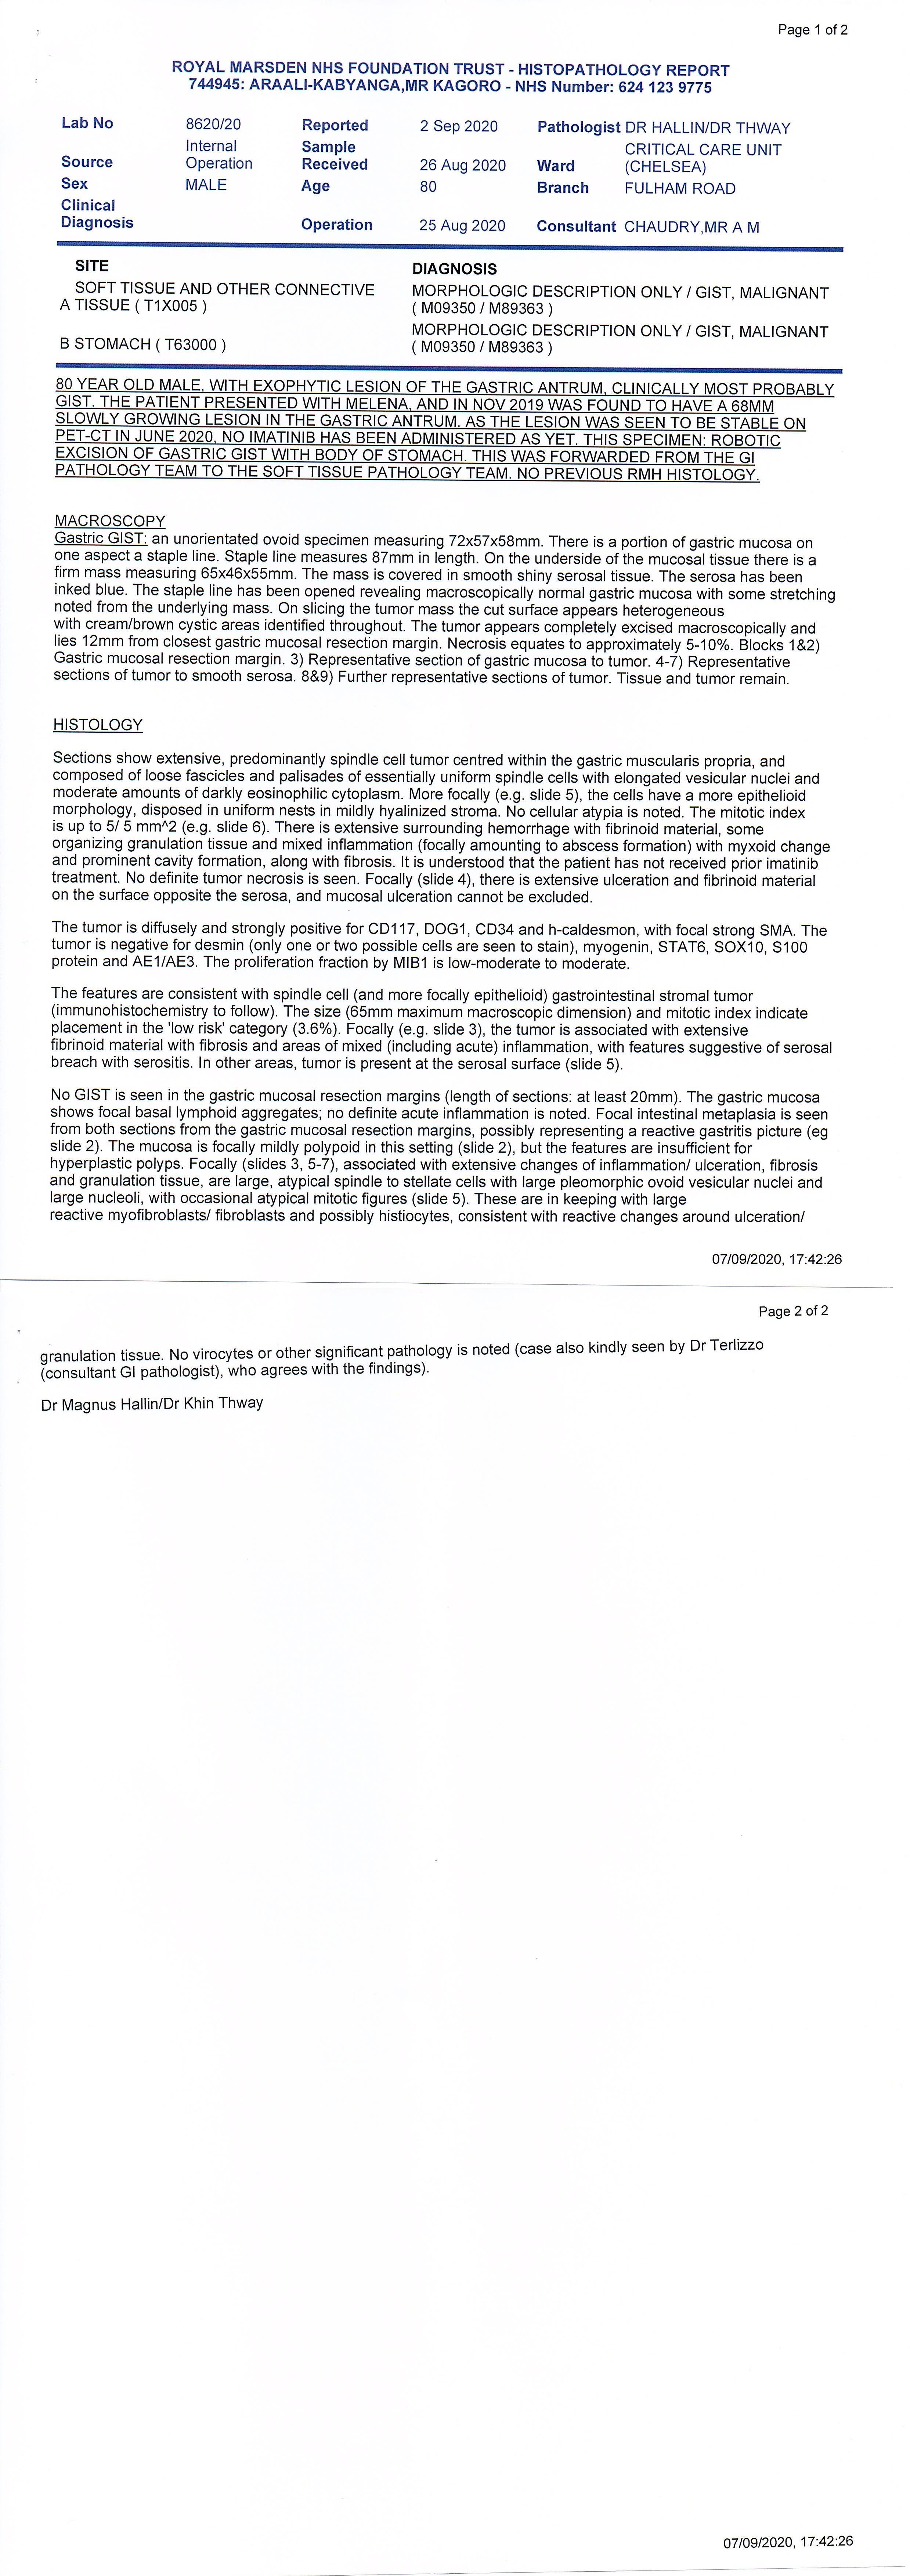 Page 1 of 2
ROYAL MARSDEN NHS FOUNDATION TRUST - HISTOPATHOLOGY REPORT
744945: ARAALI-KABYANGA,MR KAGORO - NHS Number: 624 123 9775
Lab No 8620/20 Reported 2 Sep 2020 Pathologist DR HALLIN/DR THWAY
Source Internal Operation Sample Received 26 Aug 2020 Ward CRITICAL CARE UNIT (CHELSEA)
Sex MALE Age 80 Branch FULHAM ROAD
Clinical Diagnosis Operation 25 Aug 2020 Consultant CHAUDRY,MR A M
SITE DIAGNOSIS
SOFT TISSUE AND OTHER CONNECTIVE MORPHOLOGIC DESCRIPTION ONLY / GIST, MALIGNANT
A TISSUE ( T1X005 ) ( M09350 / M89363 )
MORPHOLOGIC DESCRIPTION ONLY / GIST, MALIGNANT
B STOMACH ( T63000 ) ( M09350 / M89363 )
80 YEAR OLD MALE, WITH EXOPHYTIC LESION OF THE GASTRIC ANTRUM, CLINICALLY MOST PROBABLY
GIST. THE PATIENT PRESENTED WITH MELENA, AND IN NOV 2019 WAS FOUND TO HAVE A 68MM
SLOWLY GROWING LESION IN THE GASTRIC ANTRUM. AS THE LESION WAS SEEN TO BE STABLE ON
PET-CT IN JUNE 2020, NO IMATINIB HAS BEEN ADMINISTERED AS YET. THIS SPECIMEN: ROBOTIC
EXCISION OF GASTRIC GIST WITH BODY OF STOMACH. THIS WAS FORWARDED FROM THE GI
PATHOLOGY TEAM TO THE SOFT TISSUE PATHOLOGY TEAM. NO PREVIOUS RMH HISTOLOGY.
MACROSCOPY
Gastric GIST: an unorientated ovoid specimen measuring 72x57x58mm. There is a portion of gastric mucosa on
one aspect a staple line. Staple line measures 87mm in length. On the underside of the mucosal tissue there is a
firm mass measuring 65x46x55mm. The mass is covered in smooth shiny serosal tissue. The serosa has been
inked blue. The staple line has been opened revealing macroscopically normal gastric mucosa with some stretching
noted from the underlying mass. On slicing the tumor mass the cut surface appears heterogeneous
with cream/brown cystic areas identified throughout. The tumor appears completely excised macroscopically and
lies 12mm from closest gastric mucosal resection margin. Necrosis equates to approximately 5-10%. Blocks 1&2)
Gastric mucosal resection margin. 3) Representative section of gastric mucosa to tumor. 4-7) Representative
sections of tumor to smooth serosa. 8&9) Further representative sections of tumor. Tissue and tumor remain.
HISTOLOGY
Sections show extensive, predominantly spindle cell tumor centred within the gastric muscularis propria, and
composed of loose fascicles and palisades of essentially uniform spindle cells with elongated vesicular nuclei and
moderate amounts of darkly eosinophilic cytoplasm. More focally (e.g. slide 5), the cells have a more epithelioid
morphology, disposed in uniform nests in mildly hyalinized stroma. No cellular atypia is noted. The mitotic index
is up to 5/ 5 mm^2 (e.g. slide 6). There is extensive surrounding hemorrhage with fibrinoid material, some
organizing granulation tissue and mixed inflammation (focally amounting to abscess formation) with myxoid change
and prominent cavity formation, along with fibrosis. It is understood that the patient has not received prior imatinib
treatment. No definite tumor necrosis is seen. Focally (slide 4), there is extensive ulceration and fibrinoid material
on the surface opposite the serosa, and mucosal ulceration cannot be excluded.
The tumor is diffusely and strongly positive for CD117, DOG1, CD34 and h-caldesmon, with focal strong SMA. The
tumor is negative for desmin (only one or two possible cells are seen to stain), myogenin, STAT6, SOX10, S100
protein and AE1/AE3. The proliferation fraction by MIB1 is low-moderate to moderate.
The features are consistent with spindle cell (and more focally epithelioid) gastrointestinal stromal tumor
(immunohistochemistry to follow). The size (65mm maximum macroscopic dimension) and mitotic index indicate
placement in the 'low risk' category (3.6%). Focally (e.g. slide 3), the tumor is associated with extensive
fibrinoid material with fibrosis and areas of mixed (including acute) inflammation, with features suggestive of serosal
breach with serositis. In other areas, tumor is present at the serosal surface (slide 5).
No GIST is seen in the gastric mucosal resection margins (length of sections: at least 20mm). The gastric mucosa
shows focal basal lymphoid aggregates; no definite acute inflammation is noted. Focal intestinal metaplasia is seen
from both sections from the gastric mucosal resection margins, possibly representing a reactive gastritis picture (eg
slide 2). The mucosa is focally mildly polypoid in this setting (slide 2), but the features are insufficient for
hyperplastic polyps. Focally (slides 3, 5-7), associated with extensive changes of inflammation/ ulceration, fibrosis
and granulation tissue, are large, atypical spindle to stellate cells with large pleomorphic ovoid vesicular nuclei and
large nucleoli, with occasional atypical mitotic figures (slide 5). These are in keeping with large
reactive myofibroblasts/ fibroblasts and possibly histiocytes, consistent with reactive changes around ulceration/
07/09/2020, 17:42:26
Page 2 of 2
granulation tissue. No virocytes or other significant pathology is noted (case also kindly seen by Dr Terlizzo
(consultant GI pathologist), who agrees with the findings).
Dr Magnus Hallin/Dr Khin Thway
07/09/2020, 17:42:26